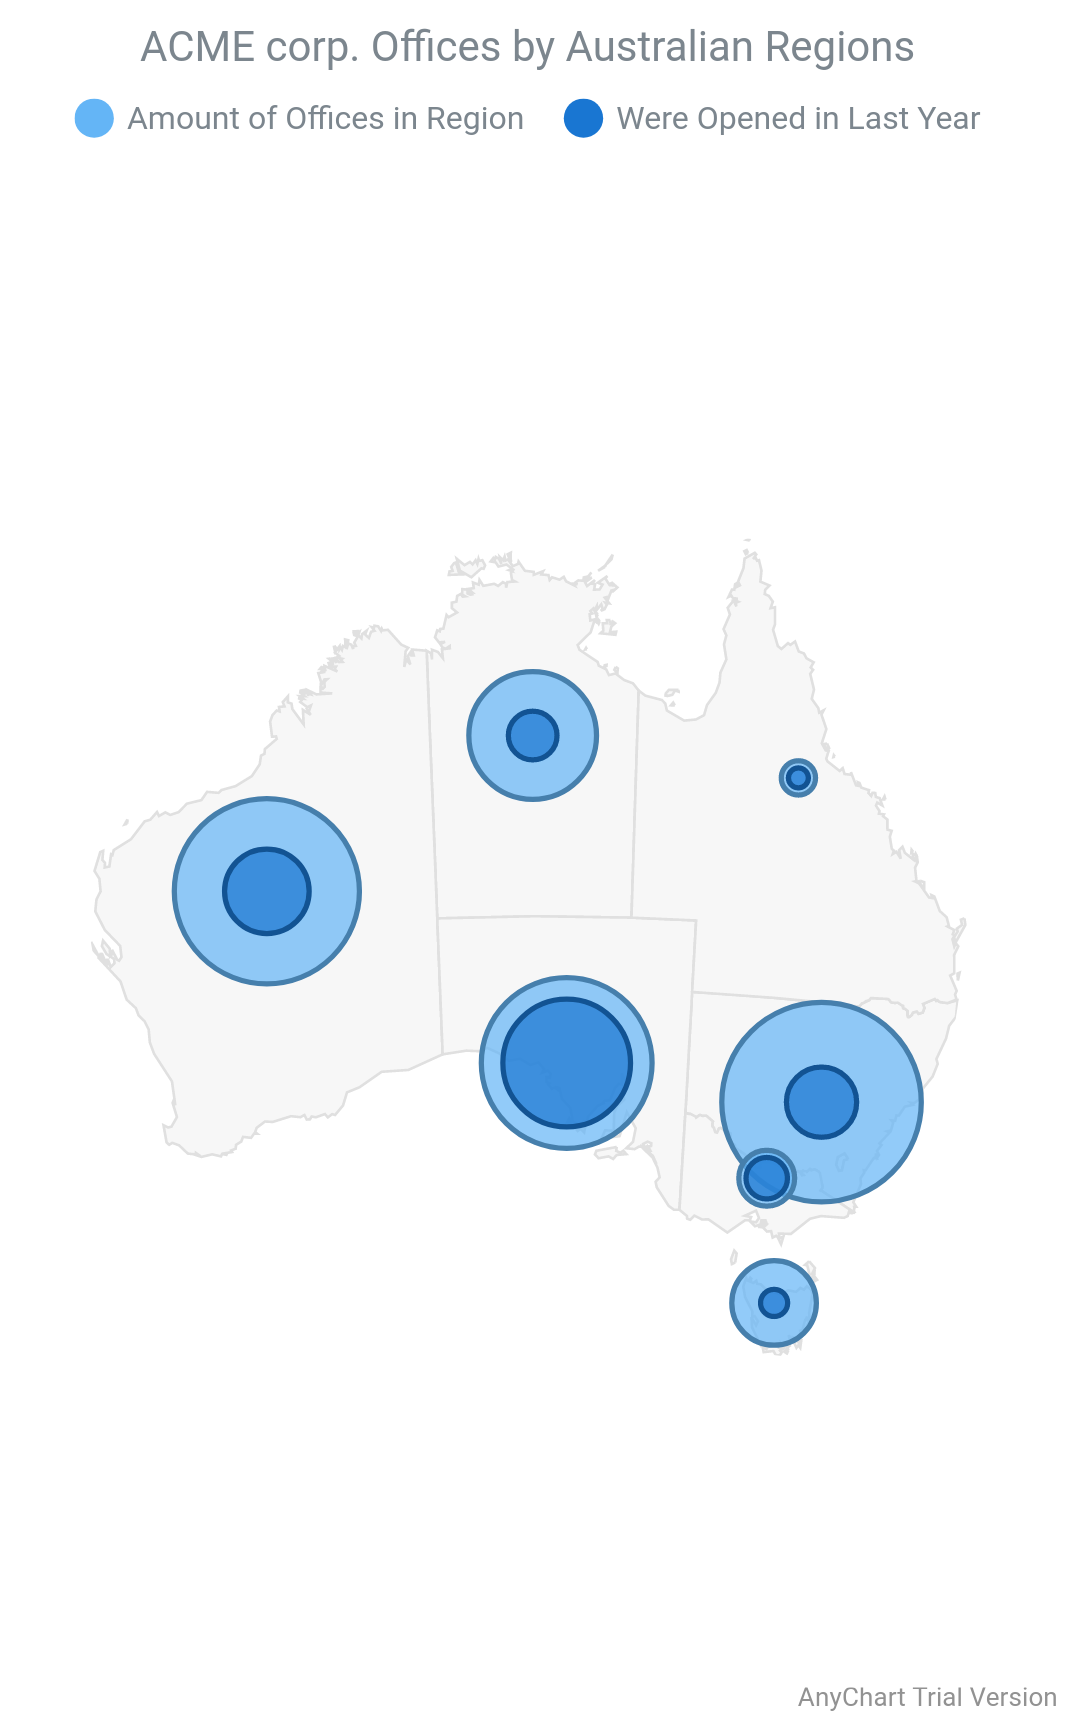 ACME corp. Offices by Australian Regions
Amount of Offices in Region
Were Opened in Last Year
AnyChart Trial Version